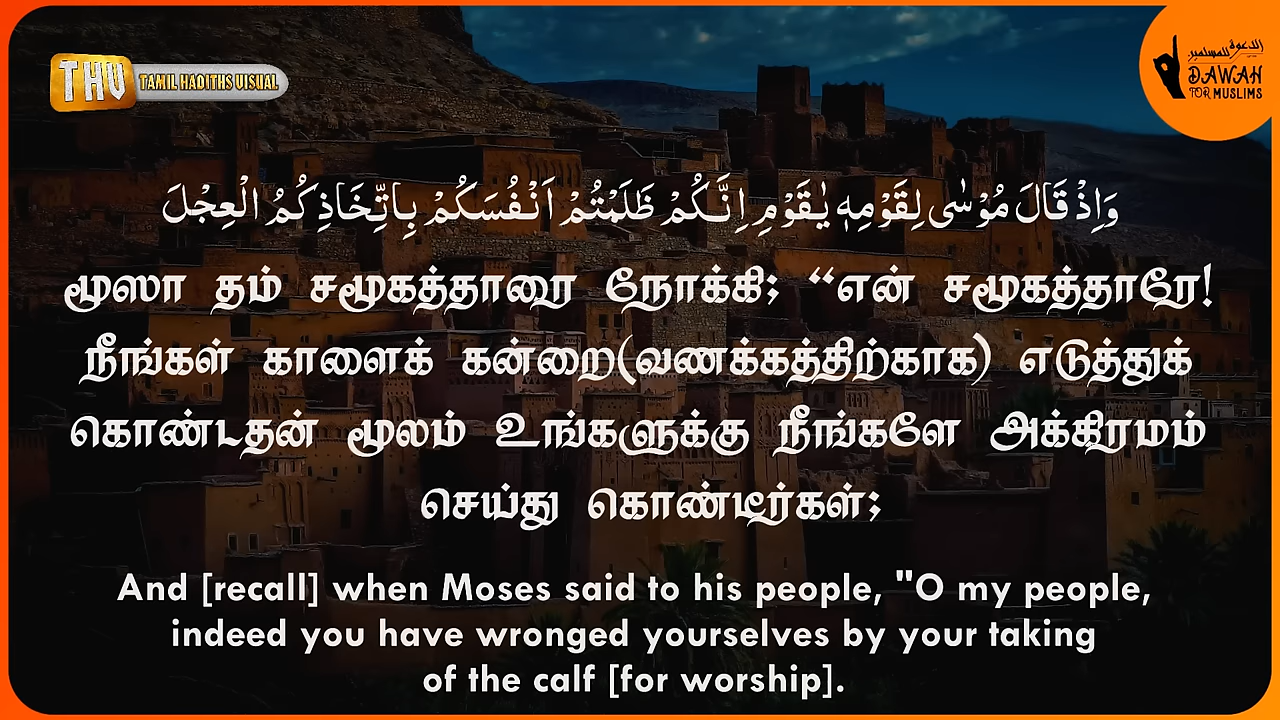 THV TAMIL HADITHS VISUAL
الدعوة للمسلمين
DAWAH
FOR MUSLIMS
وَاِذْ قَالَ مُوْسٰى لِقَوْمِهٖ يٰقَوْمِ اِنَّكُمْ ظَلَمْتُمْ اَنْفُسَكُمْ بِاتِّخَاذِكُمُ الْعِجْلَ
மூஸா தம் சமூகத்தாரை நோக்கி; “என் சமூகத்தாரே!
நீங்கள் காளைக் கன்றை(வணக்கத்திற்காக) எடுத்துக்
கொண்டதன் மூலம் உங்களுக்கு நீங்களே அக்கிரமம்
செய்து கொண்டீர்கள்;
And [recall] when Moses said to his people, "O my people,
indeed you have wronged yourselves by your taking
of the calf [for worship].